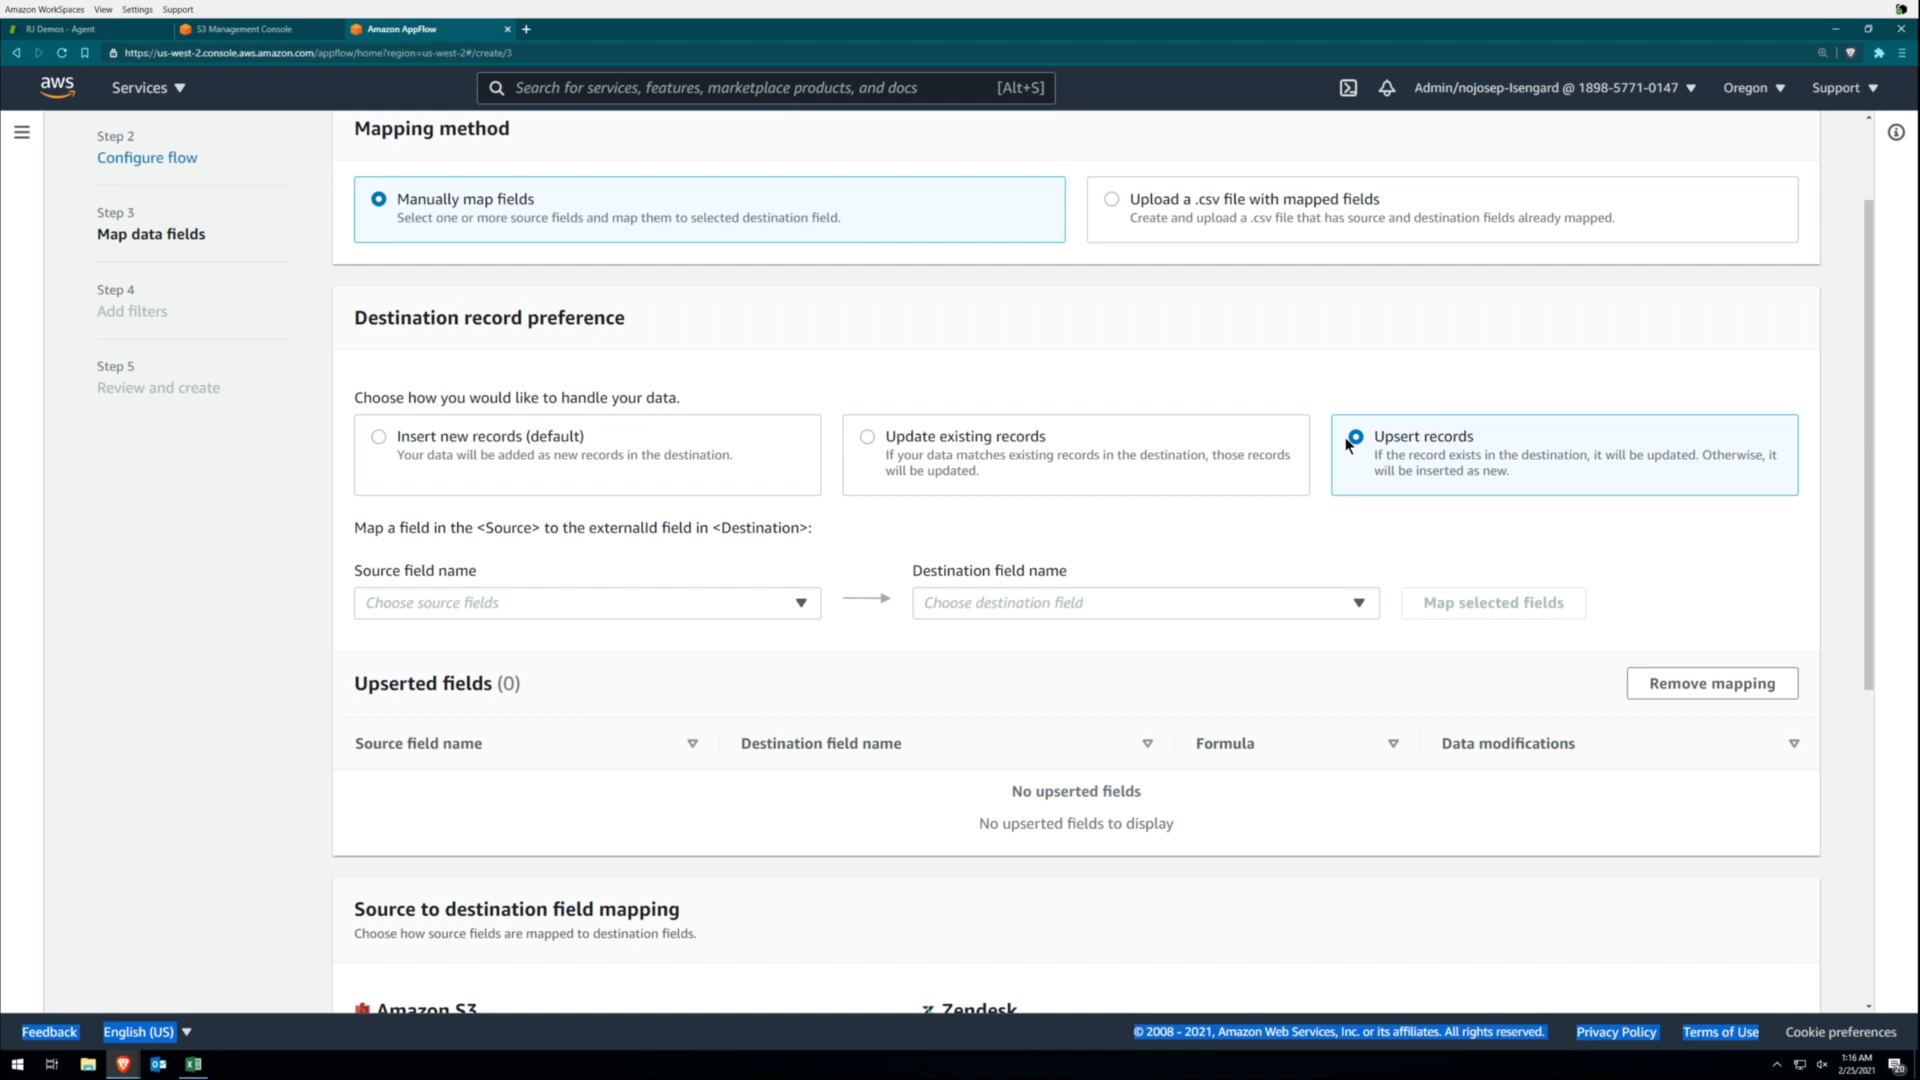 Amazon WorkSpaces View Settings Support
RJ Demos - Agent
S3 Management Console
Amazon AppFlow
https://us-west-2.console.aws.amazon.com/appflow/home?region=us-west-2#/create/3
aws
Services
Search for services, features, marketplace products, and docs [Alt+S]
Admin/nojosep-Isengard @ 1898-5771-0147
Oregon
Support
Step 2
Configure flow
Step 3
Map data fields
Step 4
Add filters
Step 5
Review and create
Mapping method
Manually map fields
Select one or more source fields and map them to selected destination field.
Upload a .csv file with mapped fields
Create and upload a .csv file that has source and destination fields already mapped.
Destination record preference
Choose how you would like to handle your data.
Insert new records (default)
Your data will be added as new records in the destination.
Update existing records
If your data matches existing records in the destination, those records
will be updated.
Upsert records
If the record exists in the destination, it will be updated. Otherwise, it
will be inserted as new.
Map a field in the <Source> to the externalId field in <Destination>:
Source field name
Choose source fields
Destination field name
Choose destination field
Map selected fields
Upserted fields (0)
Remove mapping
Source field name
Destination field name
Formula
Data modifications
No upserted fields
No upserted fields to display
Source to destination field mapping
Choose how source fields are mapped to destination fields.
Amazon S3
Zendesk
Feedback
English (US)
© 2008 - 2021, Amazon Web Services, Inc. or its affiliates. All rights reserved.
Privacy Policy
Terms of Use
Cookie preferences
1:16 AM
2/25/2021
20